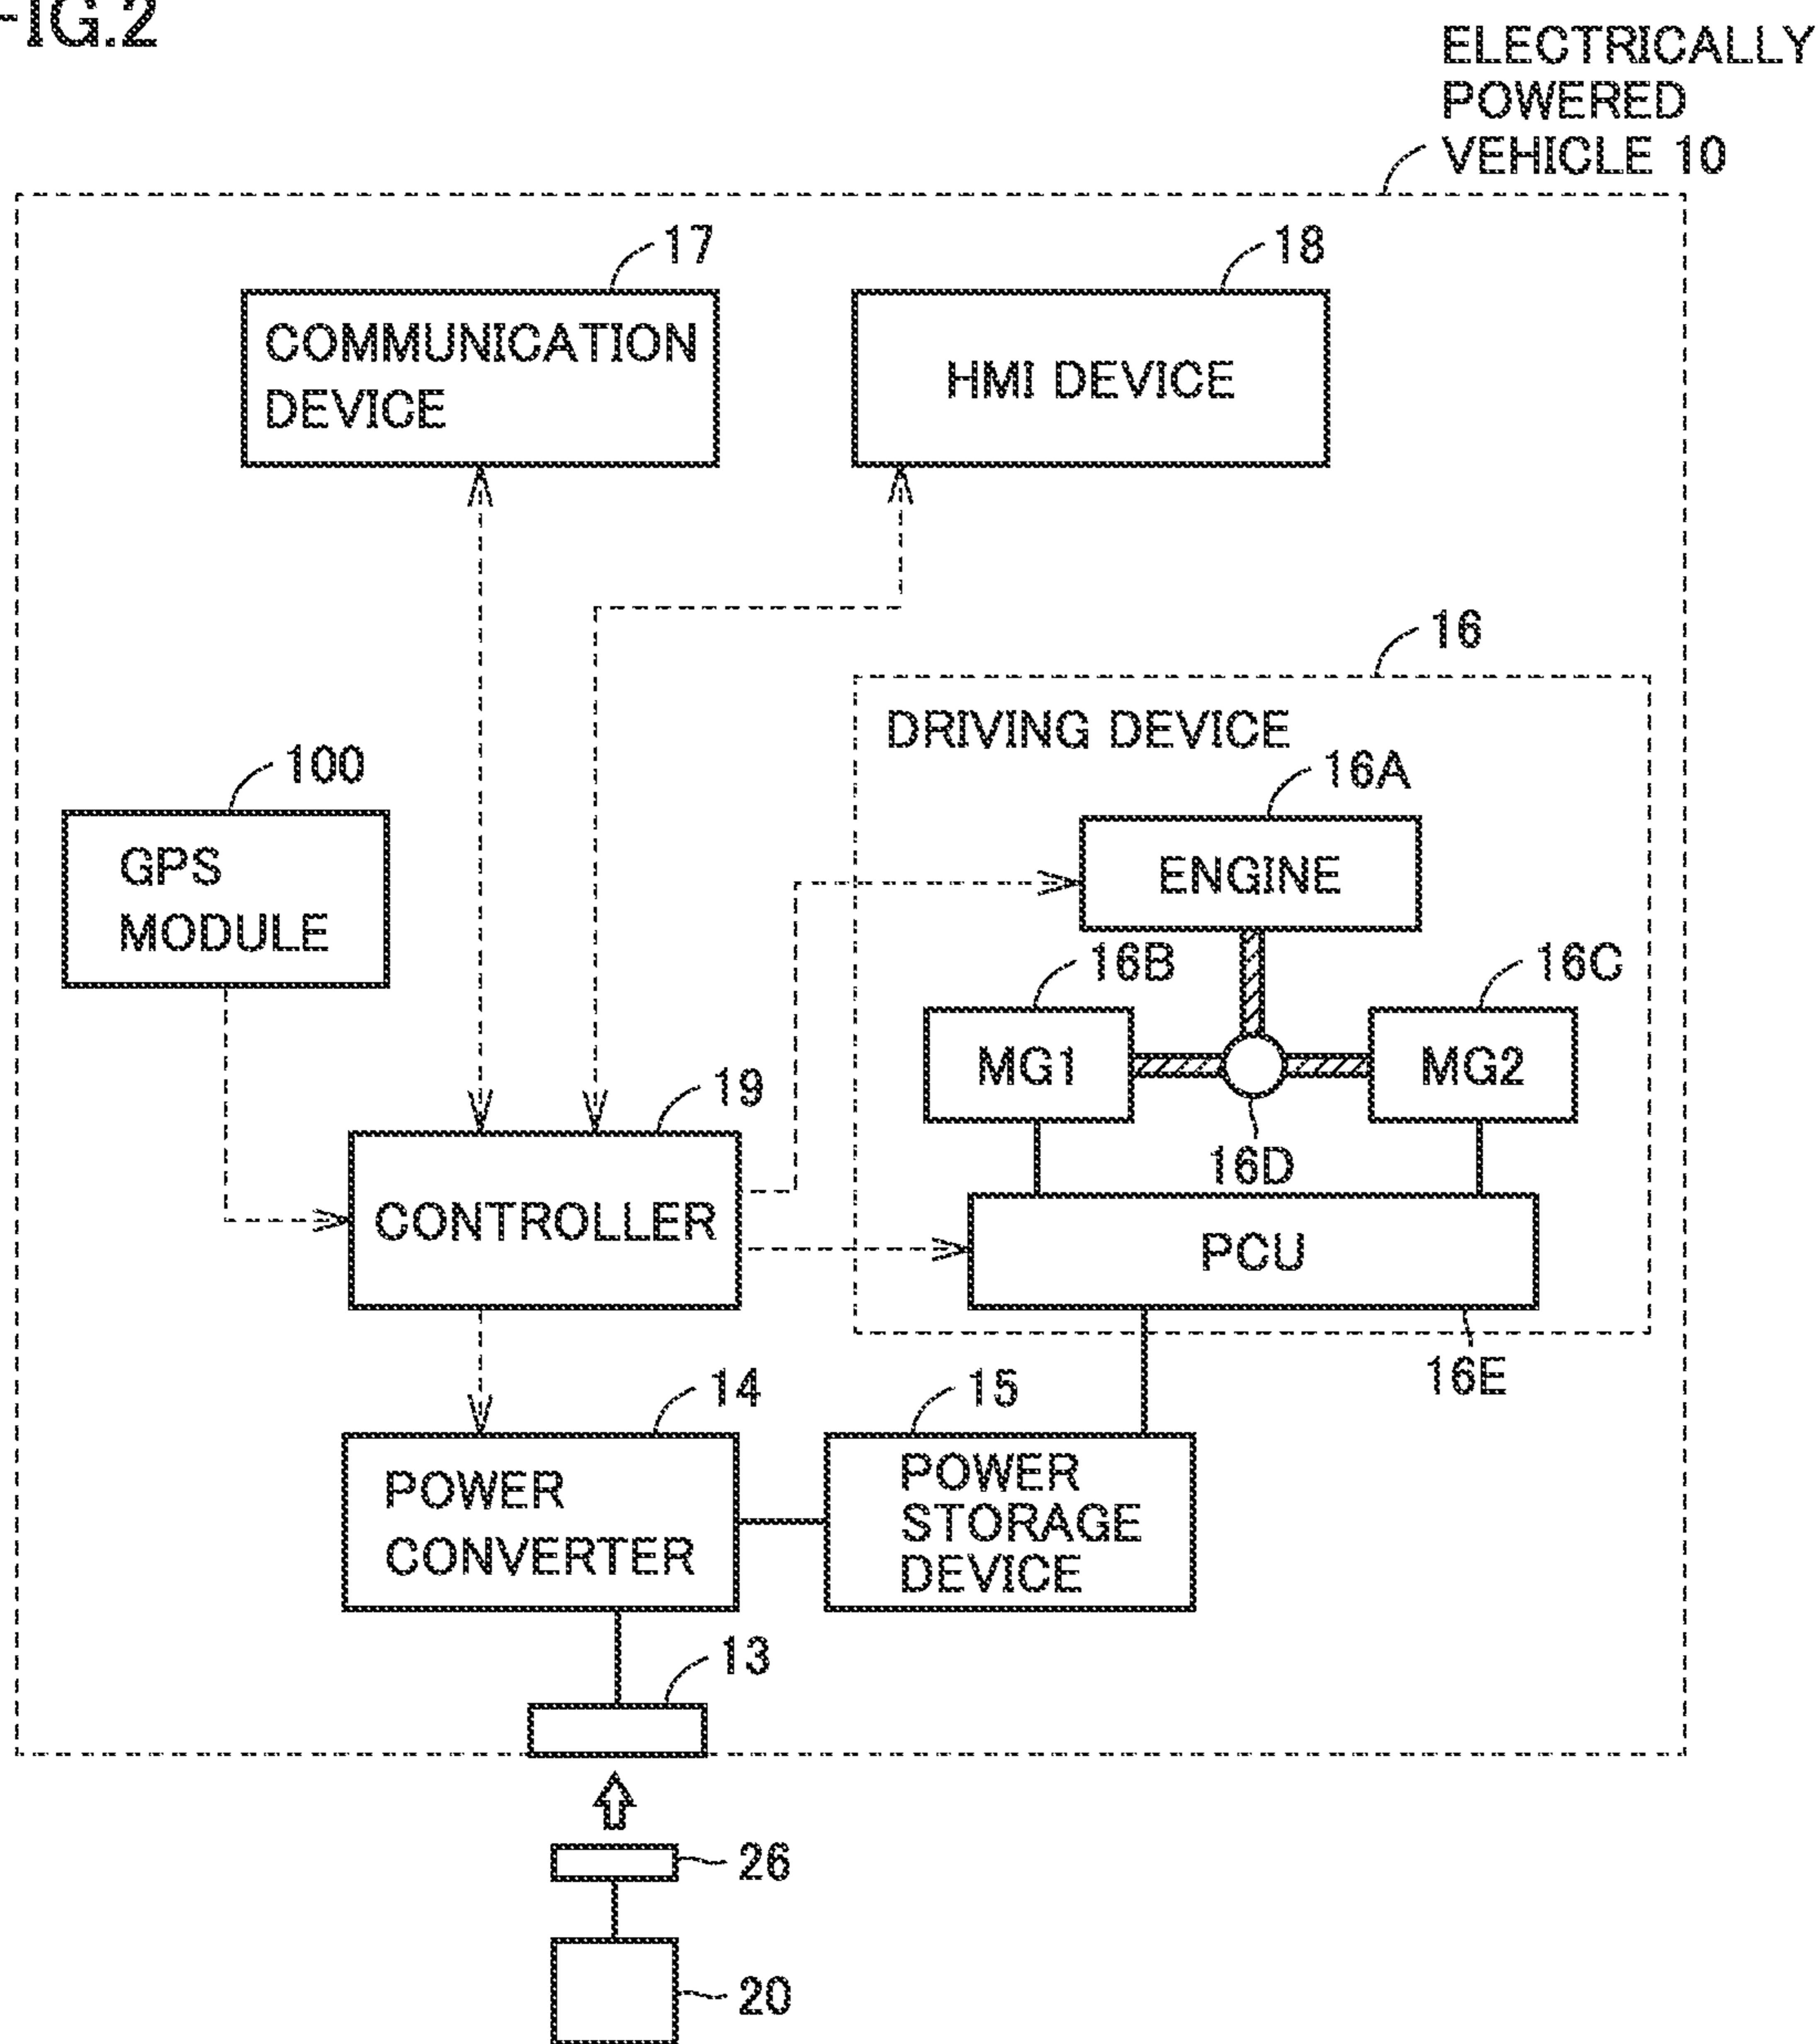 FIG.2
ELECTRICALLY
POWERED
VEHICLE 10
17
18
COMMUNICATION
DEVICE
HMI DEVICE
16
DRIVING DEVICE
100
16A
GPS
MODULE
ENGINE
16B
16C
MG1
MG2
19
16D
CONTROLLER
PCU
16E
14
15
POWER
CONVERTER
POWER
STORAGE
DEVICE
13
26
20